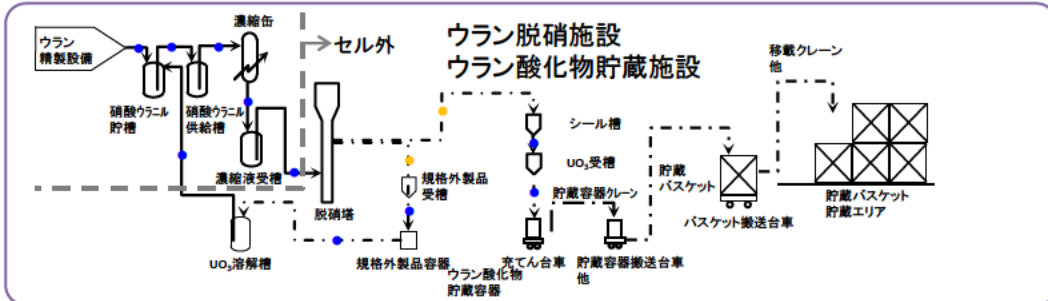 ウラン
精製設備
濃縮缶
セル外
ウラン脱硝施設
ウラン酸化物貯蔵施設
移載クレーン
他
硝酸ウラニル
貯槽
硝酸ウラニル
供給槽
濃縮液受槽
脱硝塔
規格外製品
受槽
シール槽
UO₃受槽
貯蔵容器クレーン
貯蔵
バスケット
バスケット搬送台車
貯蔵バスケット
貯蔵エリア
UO₃溶解槽
規格外製品容器
ウラン酸化物
貯蔵容器
充てん台車
貯蔵容器搬送台車
他